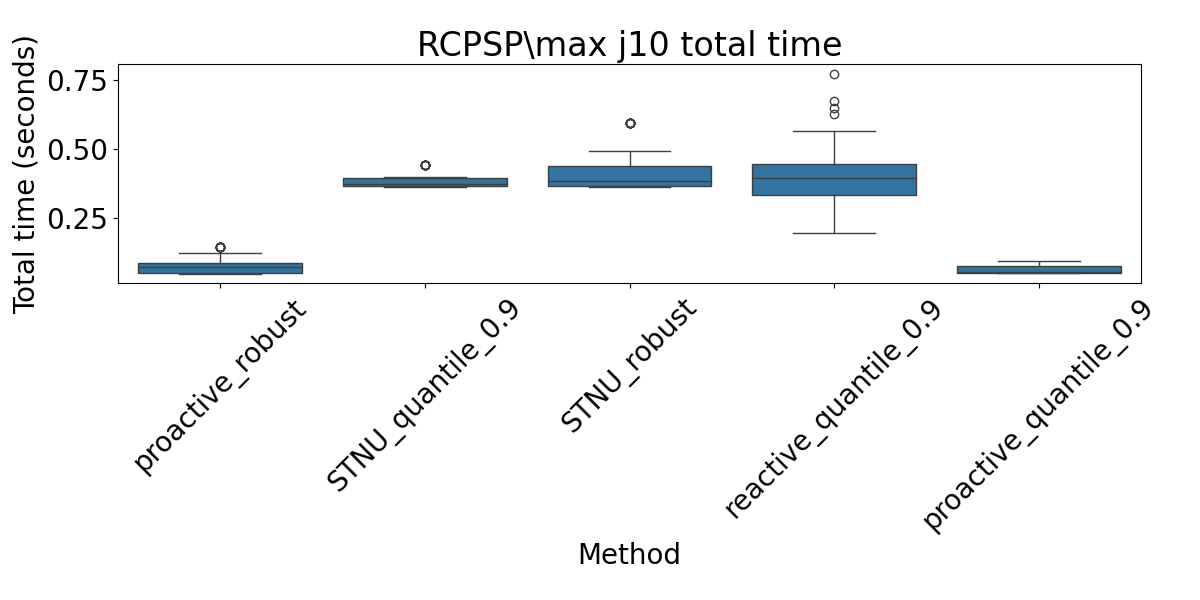 RCPSP\max j10 total time
Total time (seconds)
0.75
0.50
0.25
proactive_robust
STNU_quantile_0.9
STNU_robust
reactive_quantile_0.9
proactive_quantile_0.9
Method